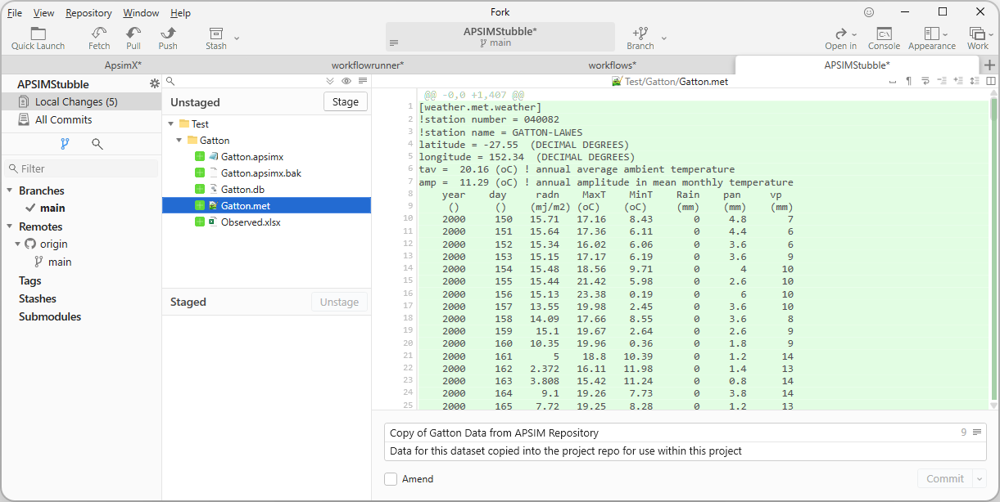 File View Repository Window Help
Fork
Quick Launch Fetch Pull Push Stash
APSIMStubble*
main
Branch
Open in Console Appearance Work
C:\
ApsimX* workflowrunner* workflows* APSIMStubble*
APSIMStubble
Local Changes (5)
All Commits
Filter
Branches
main
Remotes
origin
main
Tags
Stashes
Submodules
Unstaged Stage
Test
Gatton
Gatton.apsimx
Gatton.apsimx.bak
Gatton.db
Gatton.met
Observed.xlsx
Staged Unstage
Test/Gatton/Gatton.met
@@ -0,0 +1,407 @@
1 [weather.met.weather]
2 !station number = 040082
3 !station name = GATTON-LAWES
4 latitude = -27.55 (DECIMAL DEGREES)
5 longitude = 152.34 (DECIMAL DEGREES)
6 tav = 20.16 (oC) ! annual average ambient temperature
7 amp = 11.29 (oC) ! annual amplitude in mean monthly temperature
8 year day radn MaxT MinT Rain pan vp
9 () () (mj/m2) (oC) (oC) (mm) (mm) (mm)
10 2000 150 15.71 17.16 8.43 0 4.8 7
11 2000 151 15.64 17.36 6.11 0 4.4 6
12 2000 152 15.34 16.02 6.06 0 3.6 6
13 2000 153 15.15 17.17 6.19 0 3.6 9
14 2000 154 15.48 18.56 9.71 0 4 10
15 2000 155 15.44 21.42 5.98 0 2.6 10
16 2000 156 15.13 23.38 0.19 0 6 10
17 2000 157 13.55 19.98 2.45 0 3.6 10
18 2000 158 14.09 17.66 8.55 0 3.6 8
19 2000 159 15.1 19.67 2.64 0 2.6 9
20 2000 160 10.35 19.96 0.36 0 1.8 9
21 2000 161 5 18.8 10.39 0 1.2 14
22 2000 162 2.372 16.11 11.98 0 1.4 13
23 2000 163 3.808 15.42 11.24 0 0.8 14
24 2000 164 9.1 19.26 7.73 0 3.8 14
25 2000 165 7.72 19.25 8.28 0 1.2 13
Copy of Gatton Data from APSIM Repository 9
Data for this dataset copied into the project repo for use within this project
Amend Commit